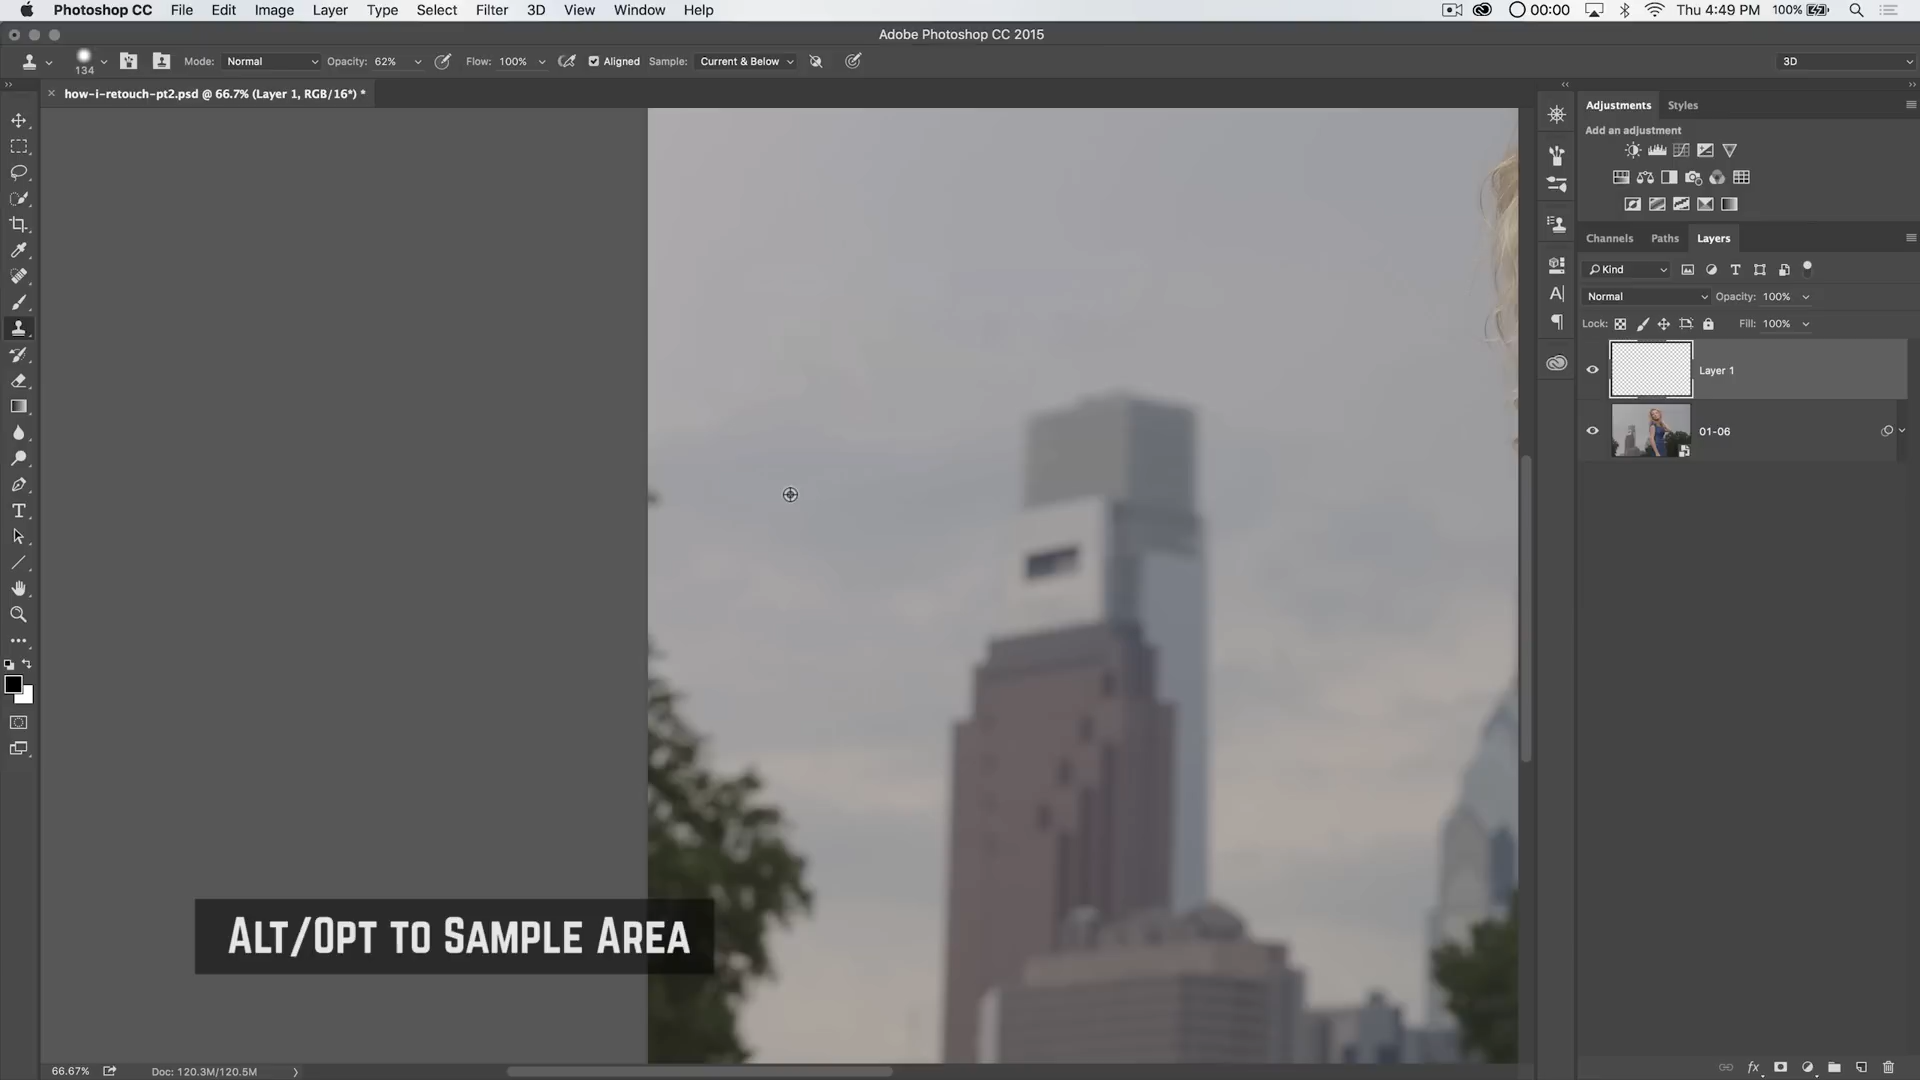 Photoshop CC File Edit Image Layer Type Select Filter 3D View Window Help 00:00 Thu 4:49 PM 100%
Adobe Photoshop CC 2015
134 Mode: Normal Opacity: 62% Flow: 100% Aligned Sample: Current & Below 3D
how-i-retouch-pt2.psd @ 66.7% (Layer 1, RGB/16*) *
Adjustments Styles
Add an adjustment
Channels Paths Layers
Kind
Normal Opacity: 100%
Lock: Fill: 100%
Layer 1
01-06
ALT/OPT TO SAMPLE AREA
66.67% Doc: 120.3M/120.5M
fx